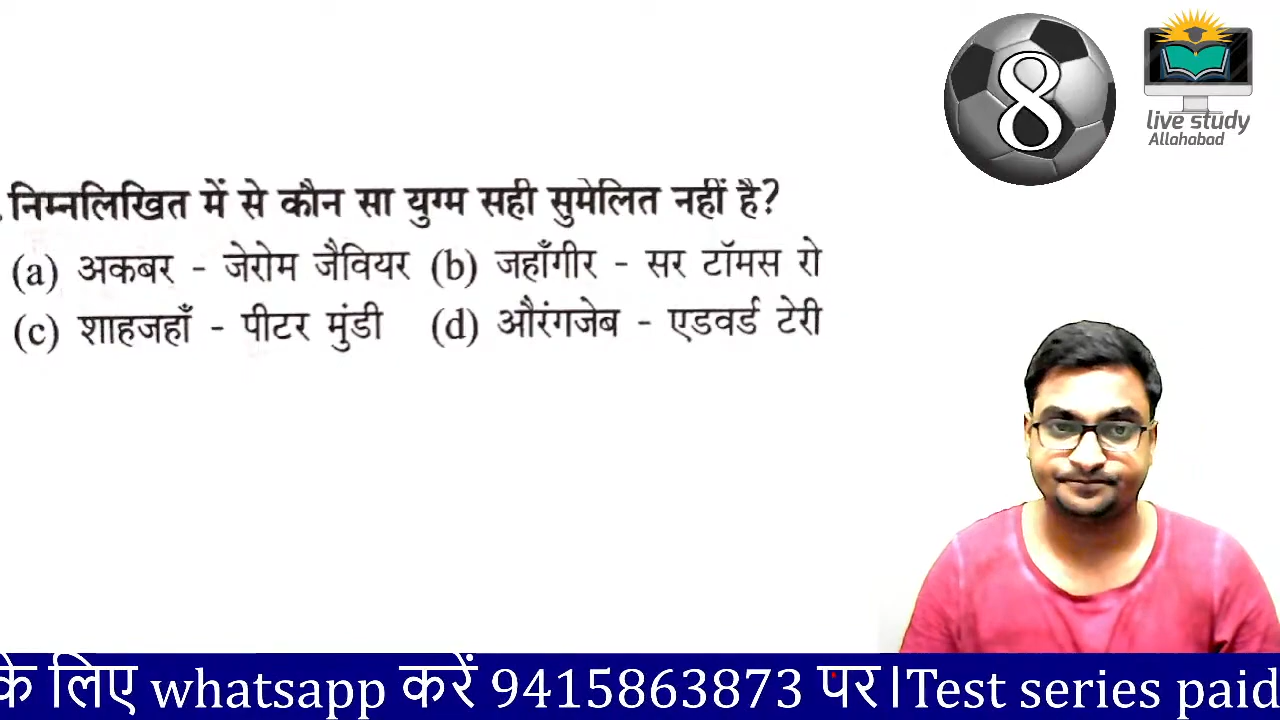 8
live study
Allahabad
निम्नलिखित में से कौन सा युग्म सही सुमेलित नहीं है?
(a) अकबर - जेरोम जैवियर (b) जहाँगीर - सर टॉमस रो
(c) शाहजहाँ - पीटर मुंडी (d) औरंगजेब - एडवर्ड टेरी
के लिए whatsapp करें 9415863873 पर।Test series paid